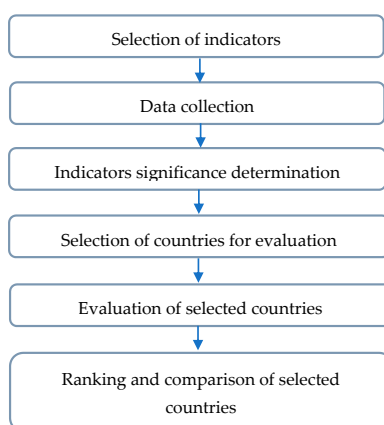 Selection of indicators
Data collection
Indicators significance determination
Selection of countries for evaluation
Evaluation of selected countries
Ranking and comparison of selected
countries